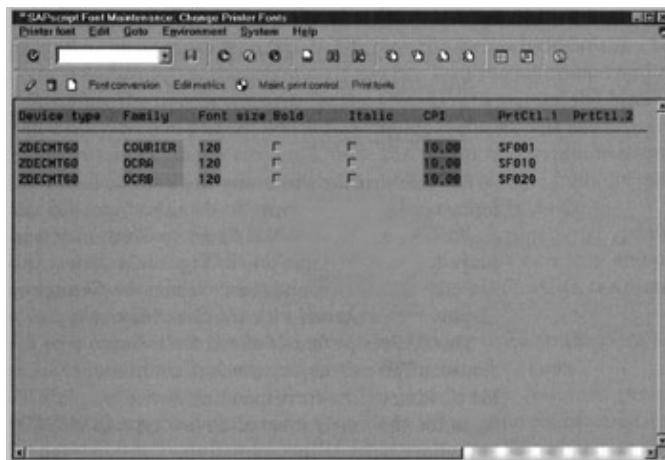 SAPscript Font Maintenance: Change Printer Fonts
Printer font Edit Goto Environment System Help
Font conversion Edit metrics Maint. print control Print fonts
Device type Family Font size Bold Italic CPI PrtCtl.1 PrtCtl.2
ZDECMT60 COURIER 120 10,00 SF001
ZDECMT60 OCRA 120 10,00 SF010
ZDECMT60 OCRB 120 10,00 SF020